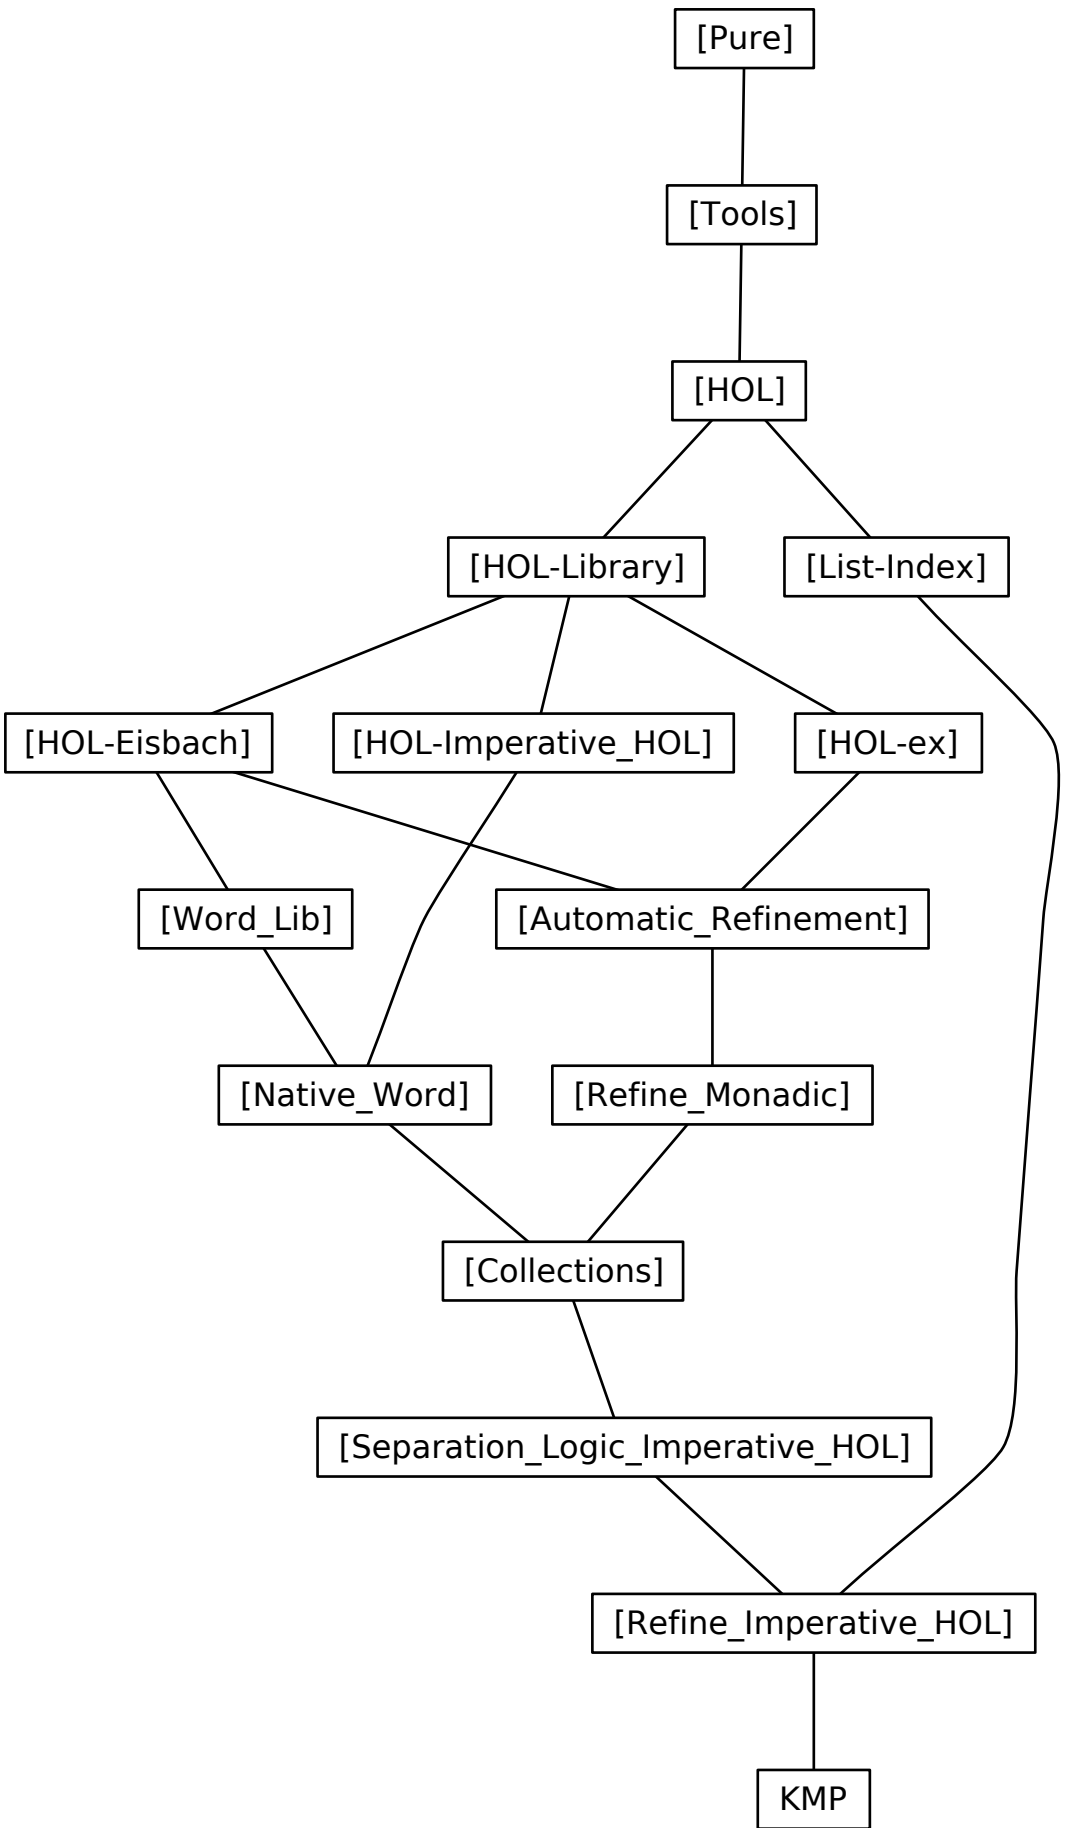 [Pure]
[Tools]
[HOL]
[HOL-Library]
[List-Index]
[HOL-Eisbach]
[HOL-Imperative_HOL]
[HOL-ex]
[Word_Lib]
[Automatic_Refinement]
[Native_Word]
[Refine_Monadic]
[Collections]
[Separation_Logic_Imperative_HOL]
[Refine_Imperative_HOL]
KMP